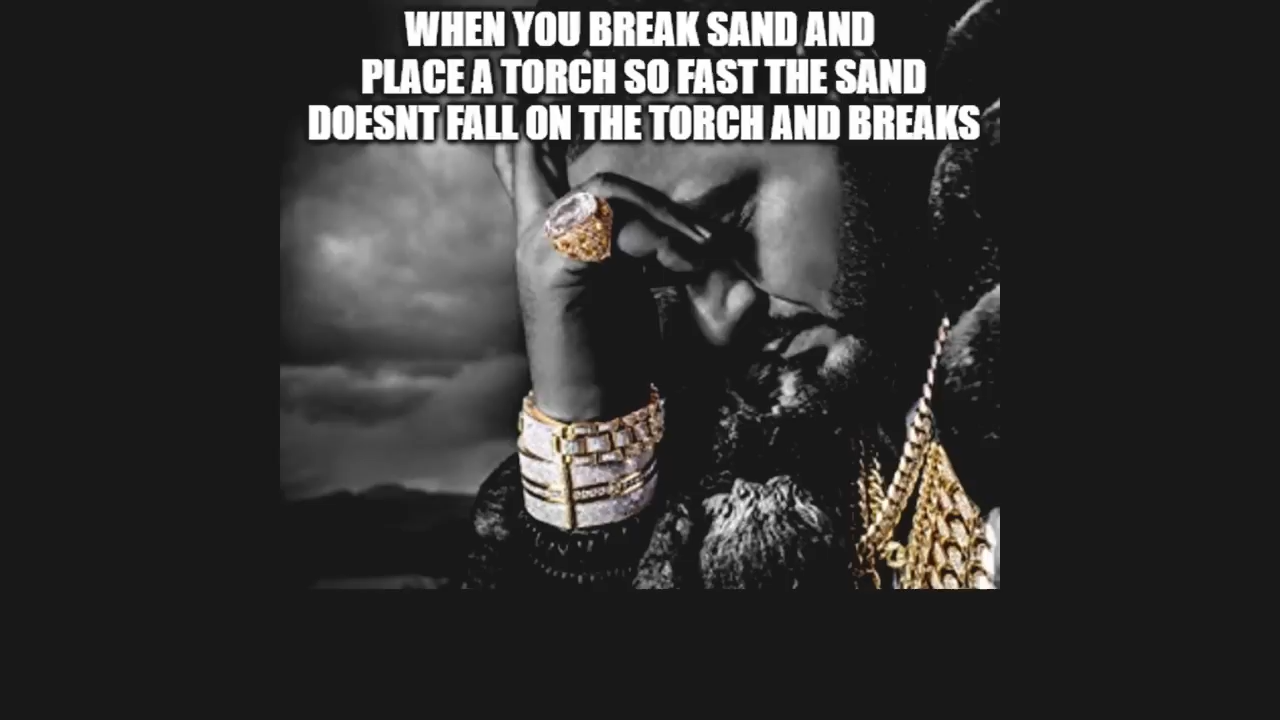 WHEN YOU BREAK SAND AND
PLACE A TORCH SO FAST THE SAND
DOESNT FALL ON THE TORCH AND BREAKS